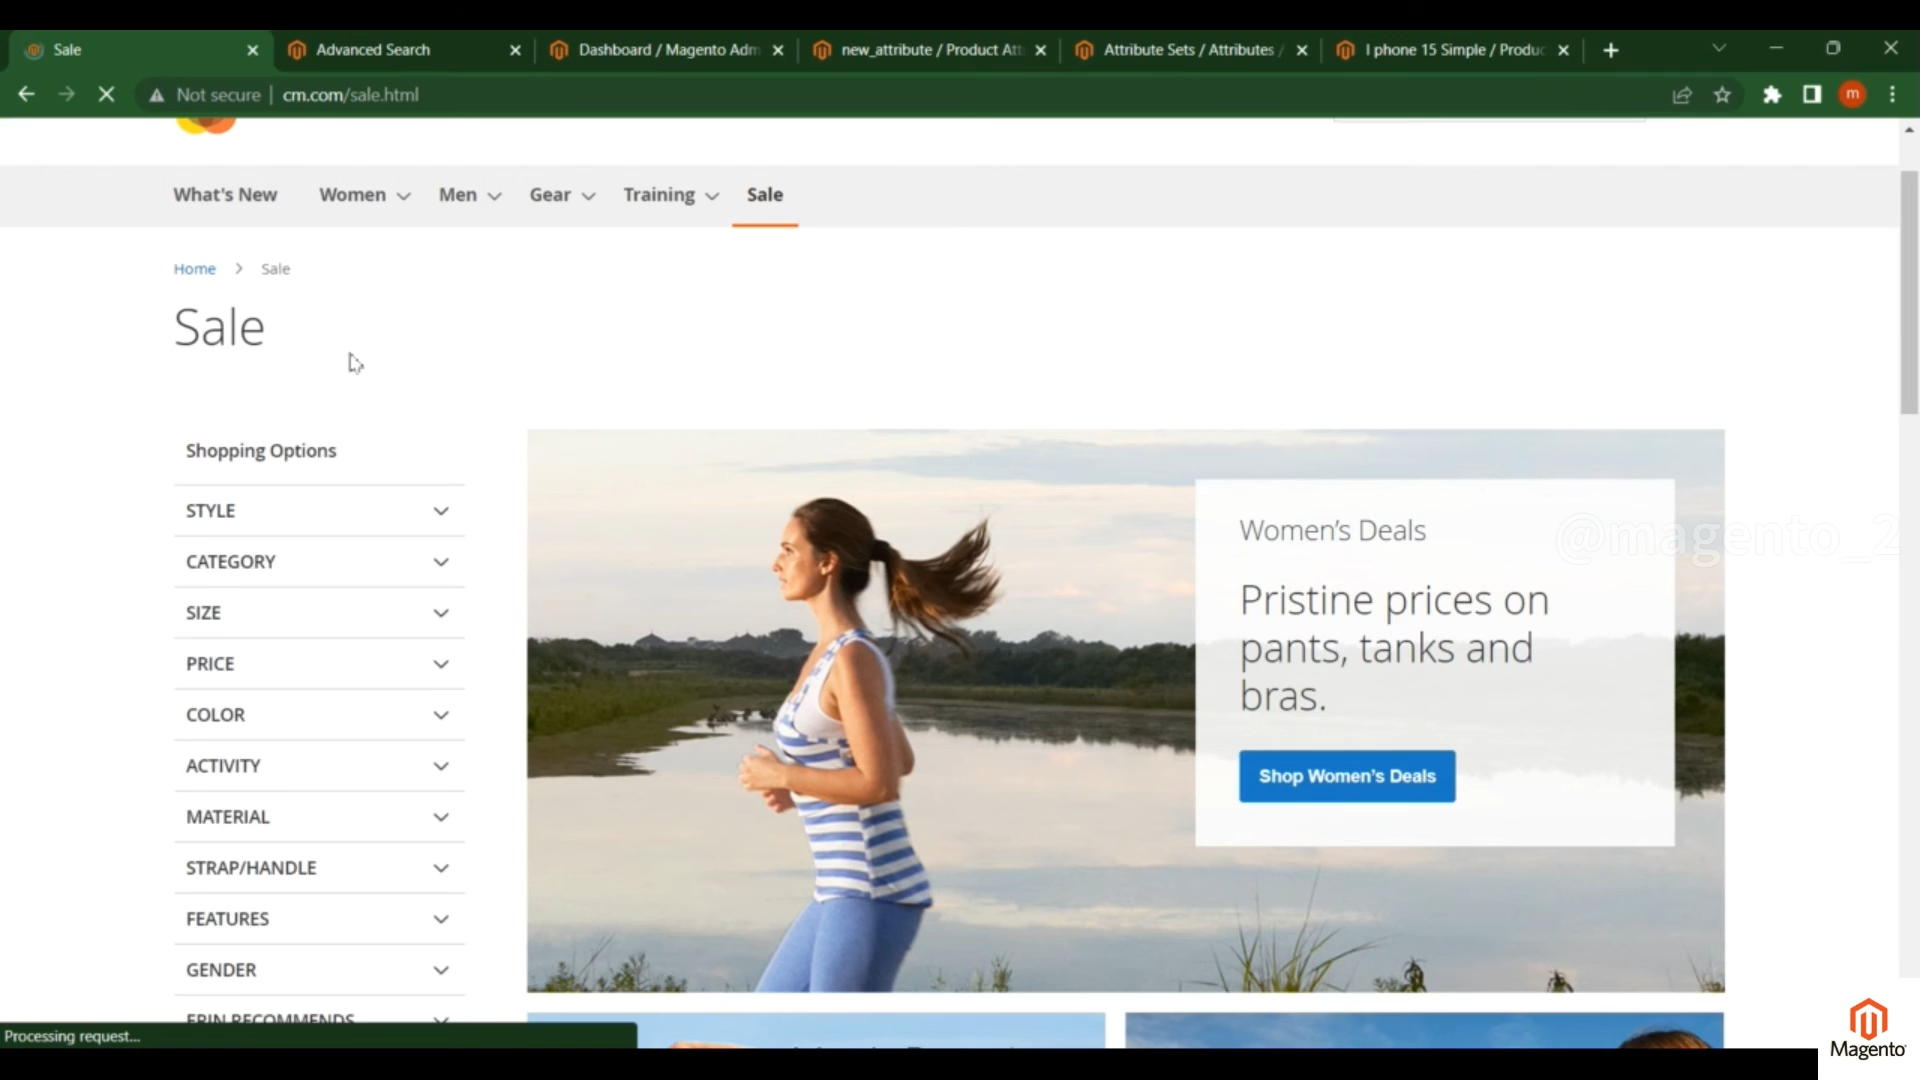 Sale
Advanced Search
Dashboard / Magento Adm
new_attribute / Product Att
Attribute Sets / Attributes /
I phone 15 Simple / Produc
Not secure
cm.com/sale.html
m
What's New
Women
Men
Gear
Training
Sale
Home
Sale
Sale
Shopping Options
STYLE
CATEGORY
SIZE
PRICE
COLOR
ACTIVITY
MATERIAL
STRAP/HANDLE
FEATURES
GENDER
ERIN RECOMMENDS
Women's Deals
Pristine prices on
pants, tanks and
bras.
Shop Women's Deals
@magento_2
Processing request...
Magento